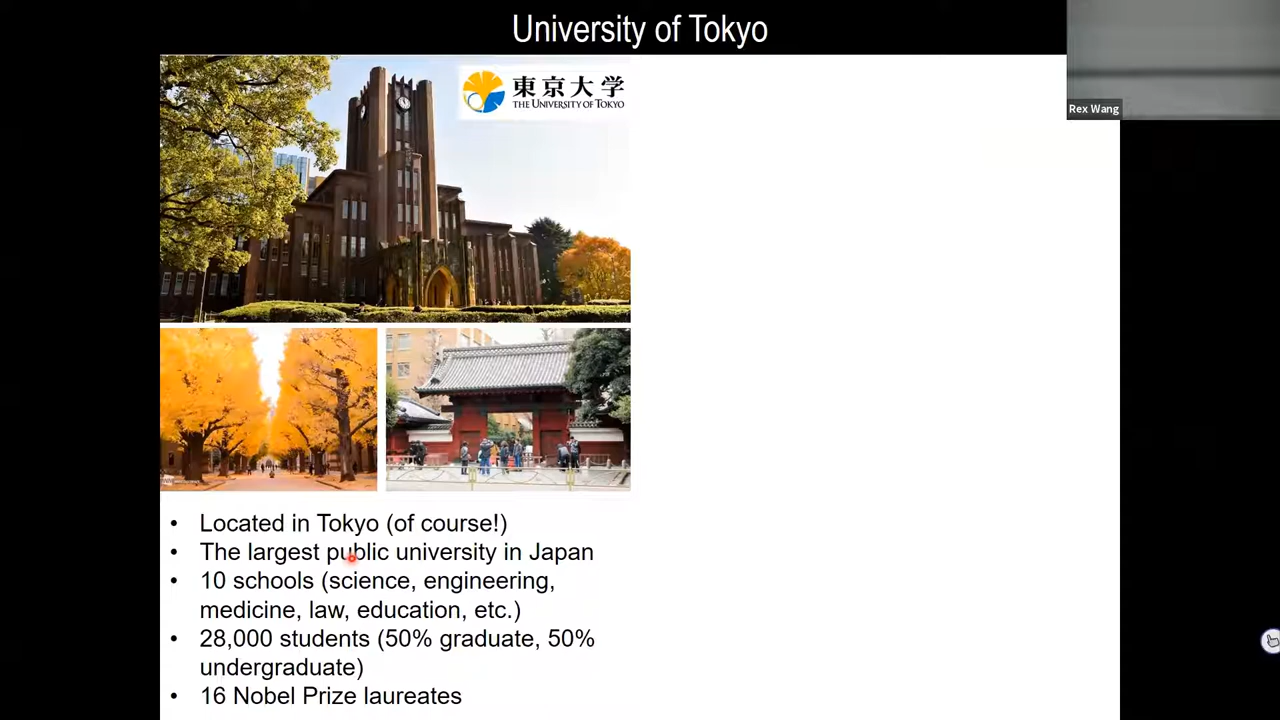 University of Tokyo
Rex Wang
東京大学
THE UNIVERSITY OF TOKYO
• Located in Tokyo (of course!)
• The largest public university in Japan
• 10 schools (science, engineering,
medicine, law, education, etc.)
• 28,000 students (50% graduate, 50%
undergraduate)
• 16 Nobel Prize laureates